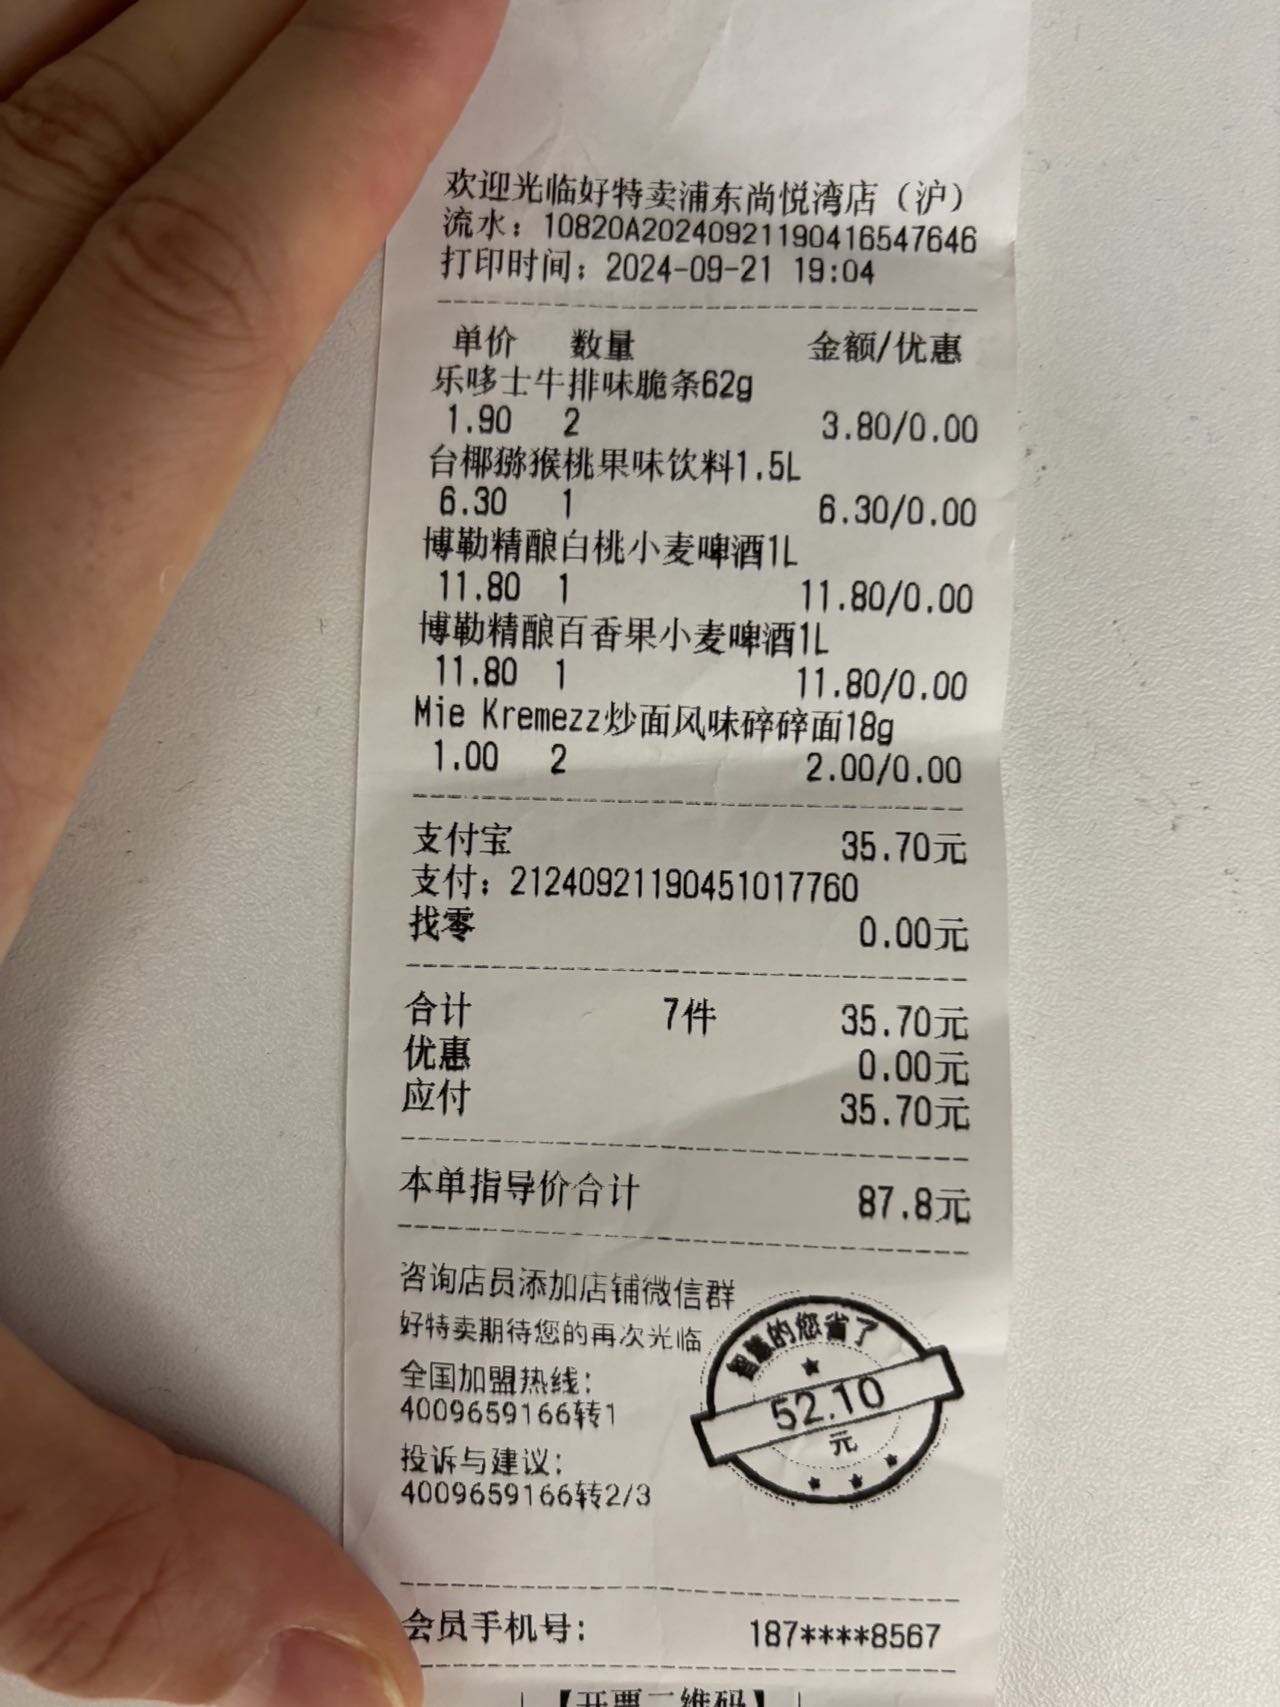 欢迎光临好特卖浦东尚悦湾店（沪）
流水：10820A20240921190416547646
打印时间：2024-09-21 19:04
单价 数量 金额/优惠
乐哆士牛排味脆条62g
1.90 2 3.80/0.00
台椰猕猴桃果味饮料1.5L
6.30 1 6.30/0.00
博勒精酿白桃小麦啤酒1L
11.80 1 11.80/0.00
博勒精酿百香果小麦啤酒1L
11.80 1 11.80/0.00
Mie Kremezz炒面风味碎碎面18g
1.00 2 2.00/0.00
支付宝 35.70元
支付：21240921190451017760
找零 0.00元
合计 7件 35.70元
优惠 0.00元
应付 35.70元
本单指导价合计 87.8元
咨询店员添加店铺微信群
好特卖期待您的再次光临
全国加盟热线：
4009659166转1
投诉与建议：
4009659166转2/3
智慧的您省了
52.10
元
会员手机号： 187****8567
【开票二维码】